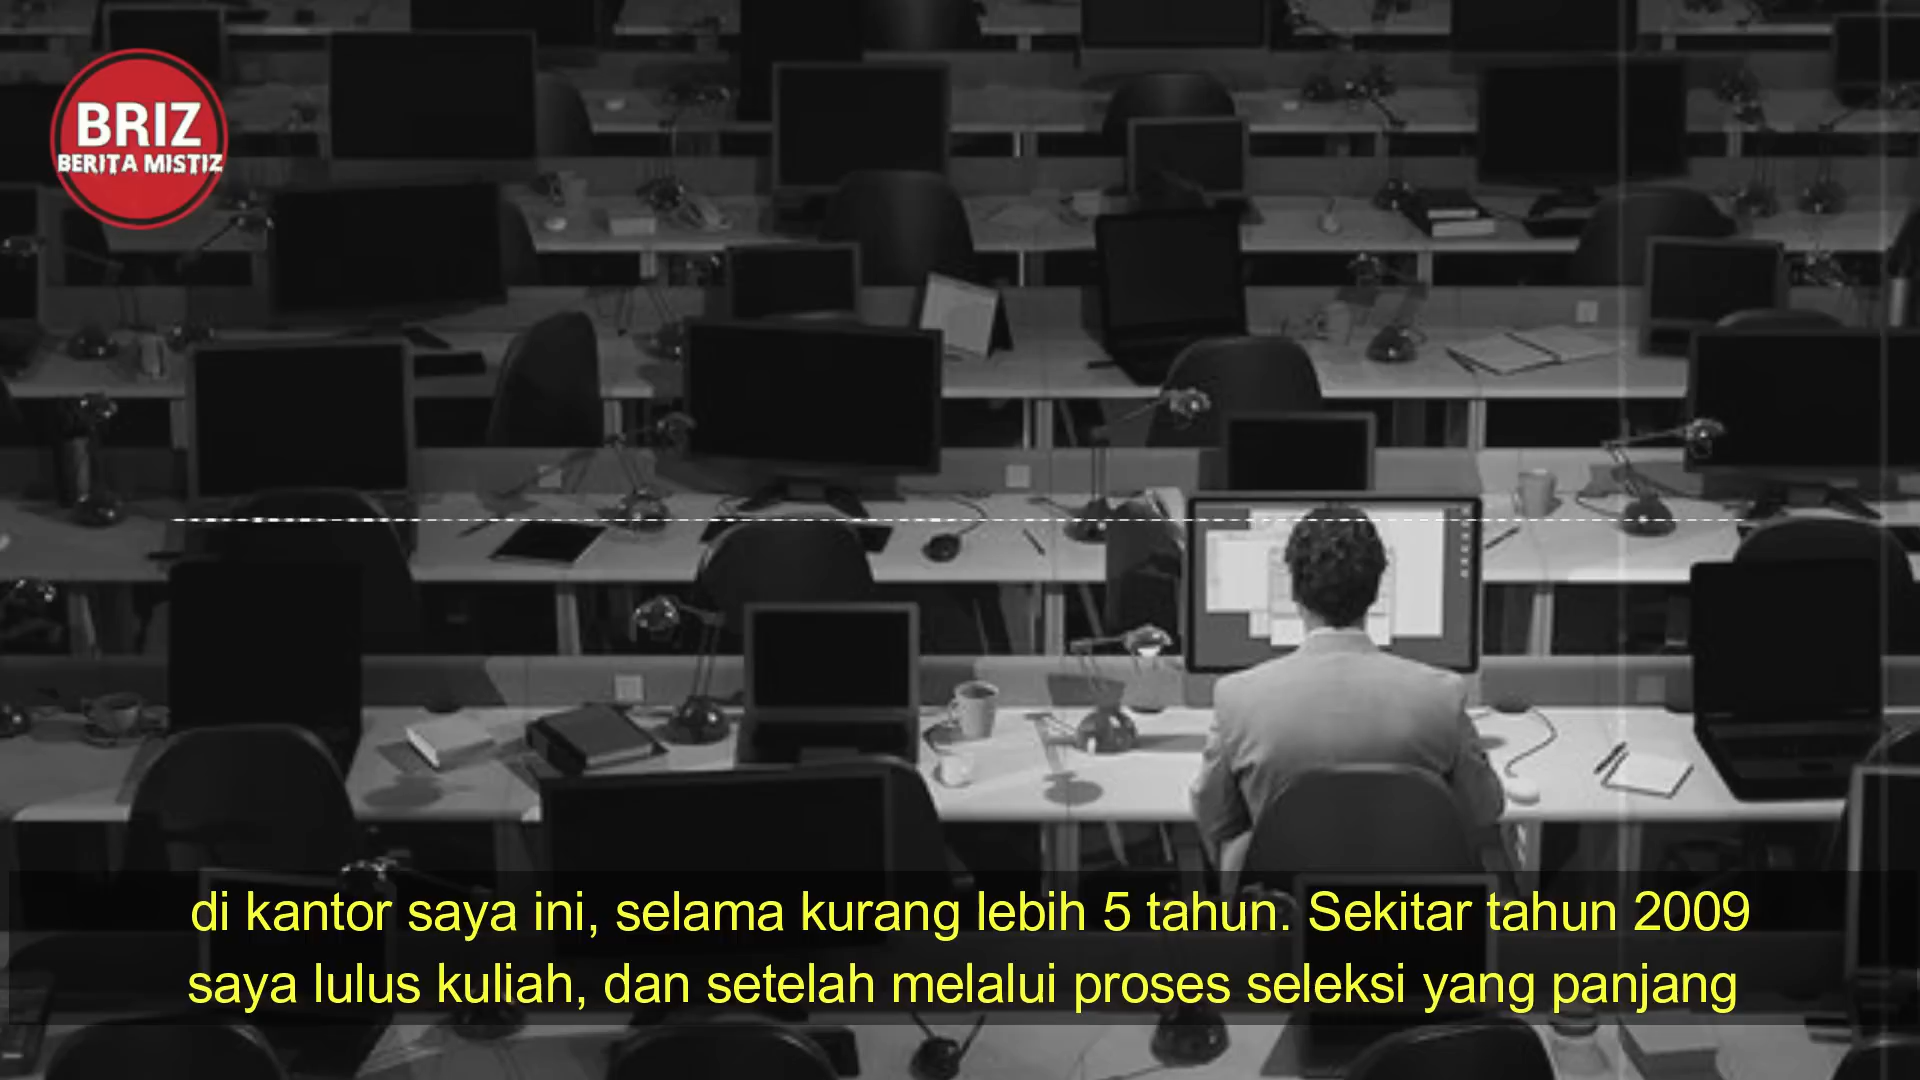 BRIZ
BERITA MISTIZ
di kantor saya ini, selama kurang lebih 5 tahun. Sekitar tahun 2009
saya lulus kuliah, dan setelah melalui proses seleksi yang panjang